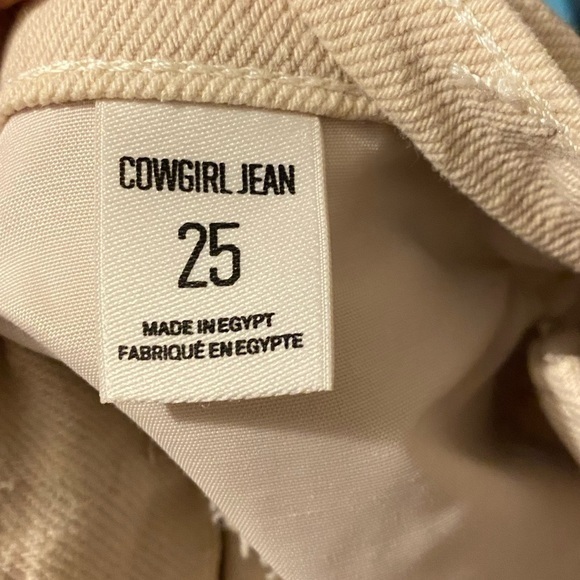 COWGIRL JEAN
25
MADE IN EGYPT
FABRIQUÉ EN EGYPTE